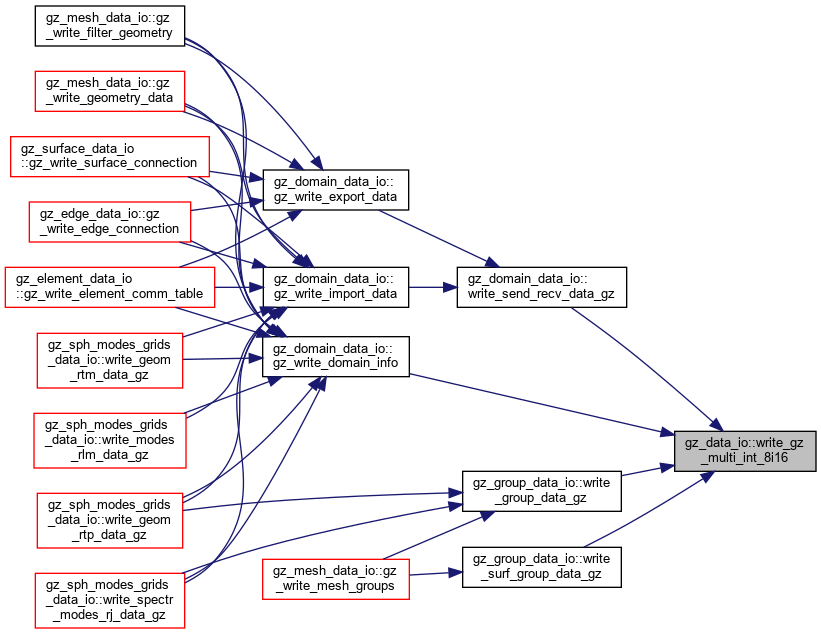 gz_mesh_data_io::gz
_write_filter_geometry
gz_mesh_data_io::gz
_write_geometry_data
gz_surface_data_io
::gz_write_surface_connection
gz_edge_data_io::gz
_write_edge_connection
gz_element_data_io
::gz_write_element_comm_table
gz_sph_modes_grids
_data_io::write_geom
_rtm_data_gz
gz_sph_modes_grids
_data_io::write_modes
_rlm_data_gz
gz_sph_modes_grids
_data_io::write_geom
_rtp_data_gz
gz_sph_modes_grids
_data_io::write_spectr
_modes_rj_data_gz
gz_domain_data_io::
gz_write_export_data
gz_domain_data_io::
gz_write_import_data
gz_domain_data_io::
gz_write_domain_info
gz_mesh_data_io::gz
_write_mesh_groups
gz_domain_data_io::
write_send_recv_data_gz
gz_group_data_io::write
_group_data_gz
gz_group_data_io::write
_surf_group_data_gz
gz_data_io::write_gz
_multi_int_8i16